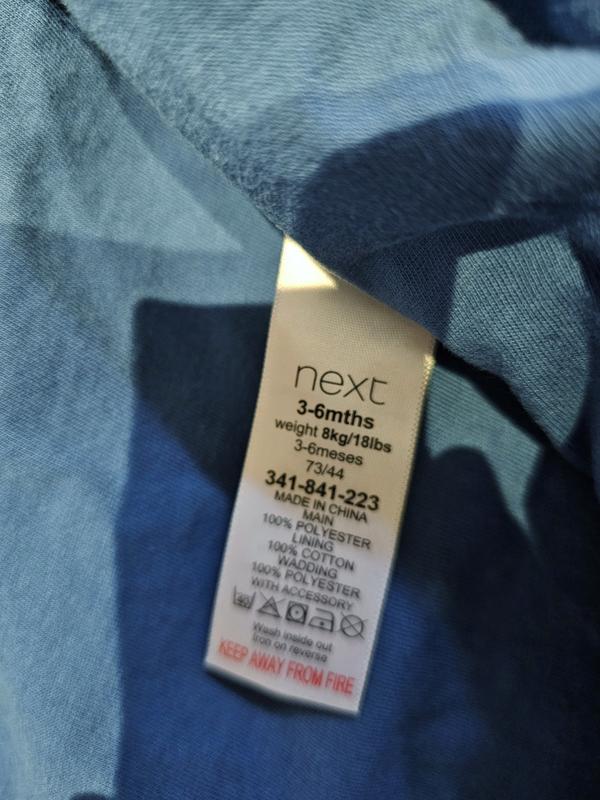 next
3-6mths
weight 8kg/18lbs
3-6meses
73/44
341-841-223
MADE IN CHINA
MAIN
100% POLYESTER
LINING
100% COTTON
WADDING
100% POLYESTER
WITH ACCESSORY
Wash inside out
Iron on reverse
KEEP AWAY FROM FIRE